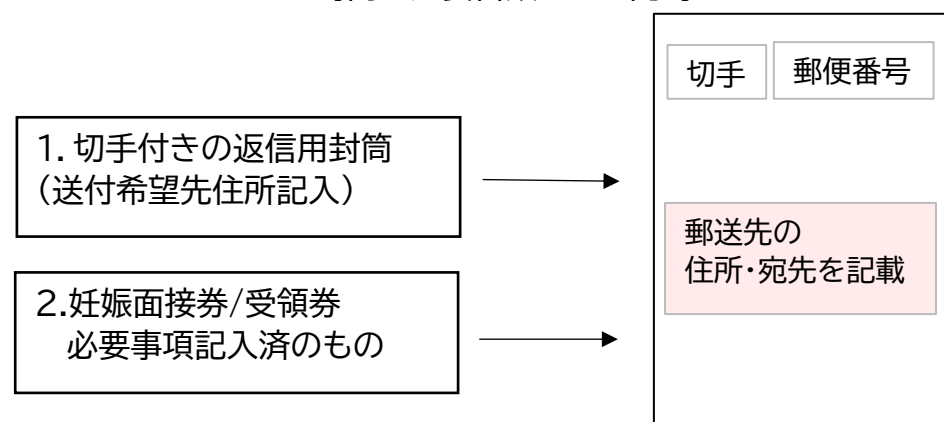 切手
郵便番号
1．切手付きの返信用封筒
（送付希望先住所記入）
郵送先の
住所・宛先を記載
2.妊娠面接券/受領券
必要事項記入済のもの